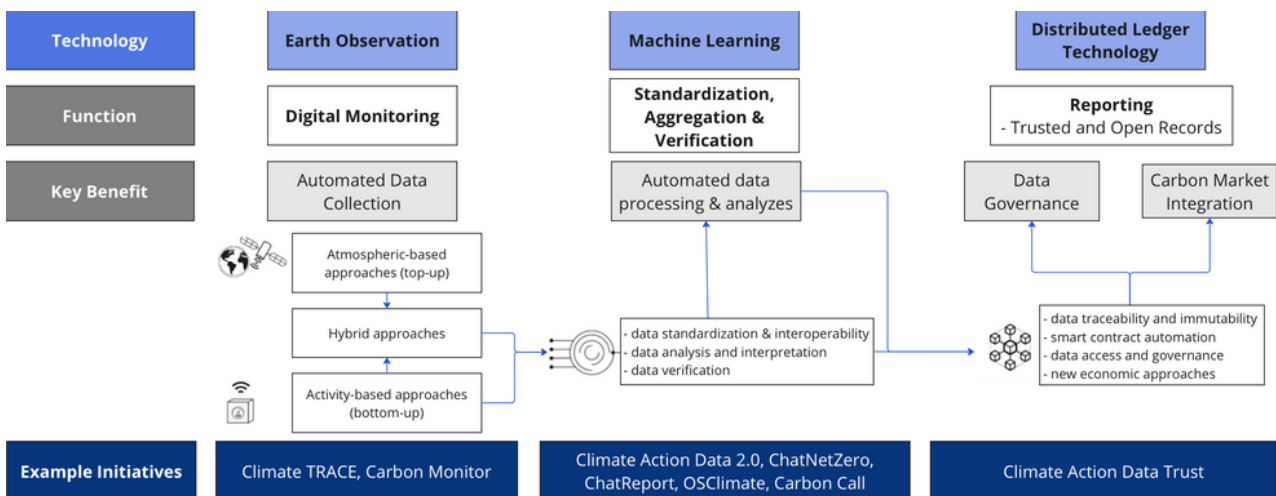 Technology
Earth Observation
Machine Learning
Distributed Ledger
Technology
Function
Digital Monitoring
Standardization,
Aggregation &
Verification
Reporting
- Trusted and Open Records
Key Benefit
Automated Data
Collection
Automated data
processing & analyzes
Data
Governance
Carbon Market
Integration
Atmospheric-based
approaches (top-up)
Hybrid approaches
Activity-based approaches
(bottom-up)
- data standardization & interoperability
- data analysis and interpretation
- data verification
- data traceability and immutability
- smart contract automation
- data access and governance
- new economic approaches
Example Initiatives
Climate TRACE, Carbon Monitor
Climate Action Data 2.0, ChatNetZero,
ChatReport, OSClimate, Carbon Call
Climate Action Data Trust